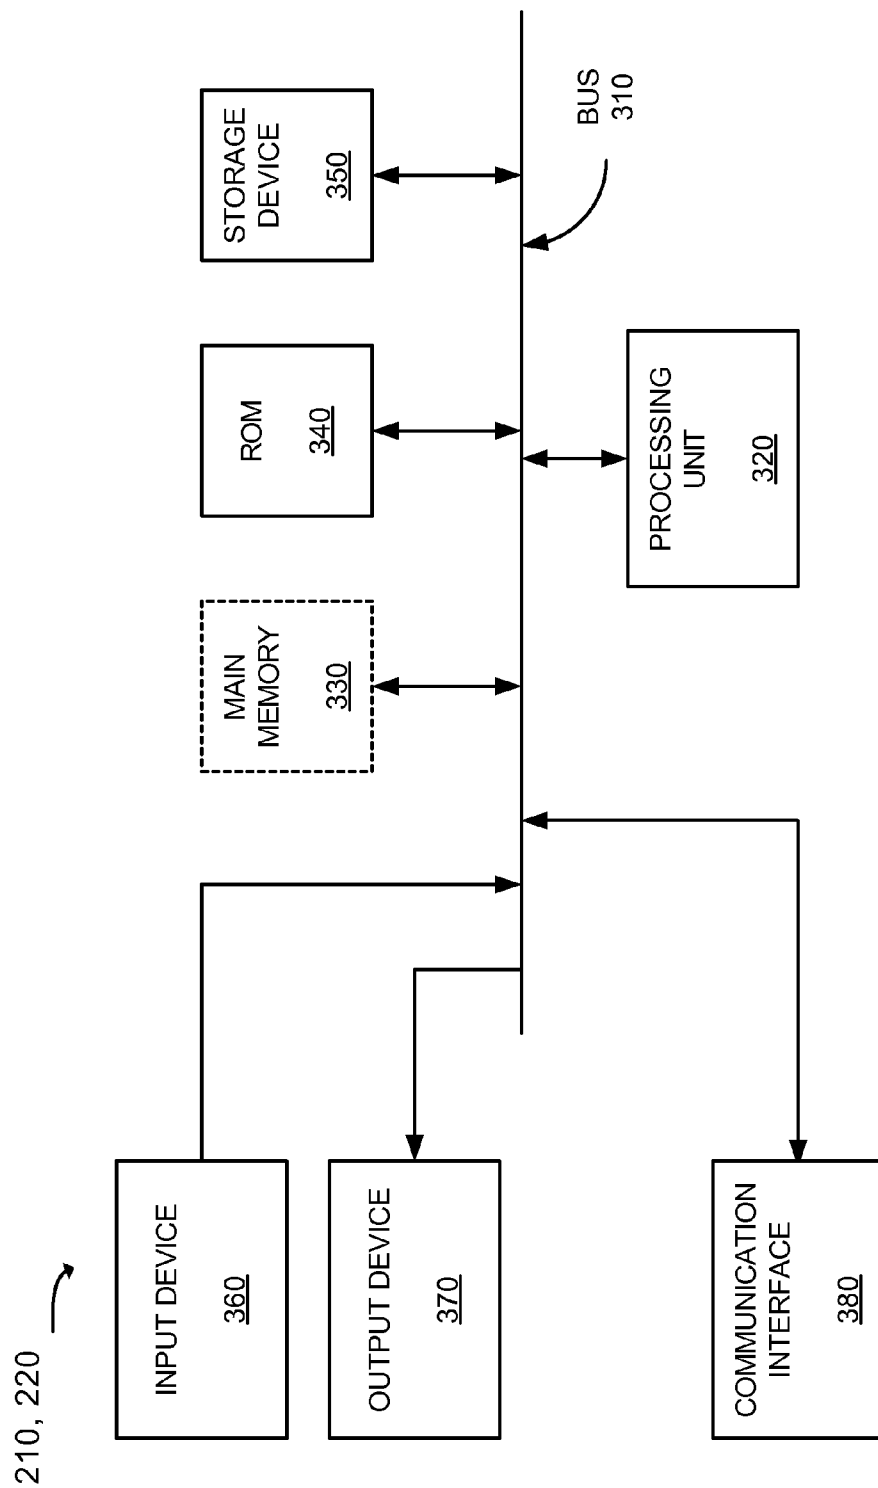 210, 220
INPUT DEVICE
360
OUTPUT DEVICE
370
COMMUNICATION
INTERFACE
380
MAIN
MEMORY
330
ROM
340
STORAGE
DEVICE
350
PROCESSING
UNIT
320
BUS
310